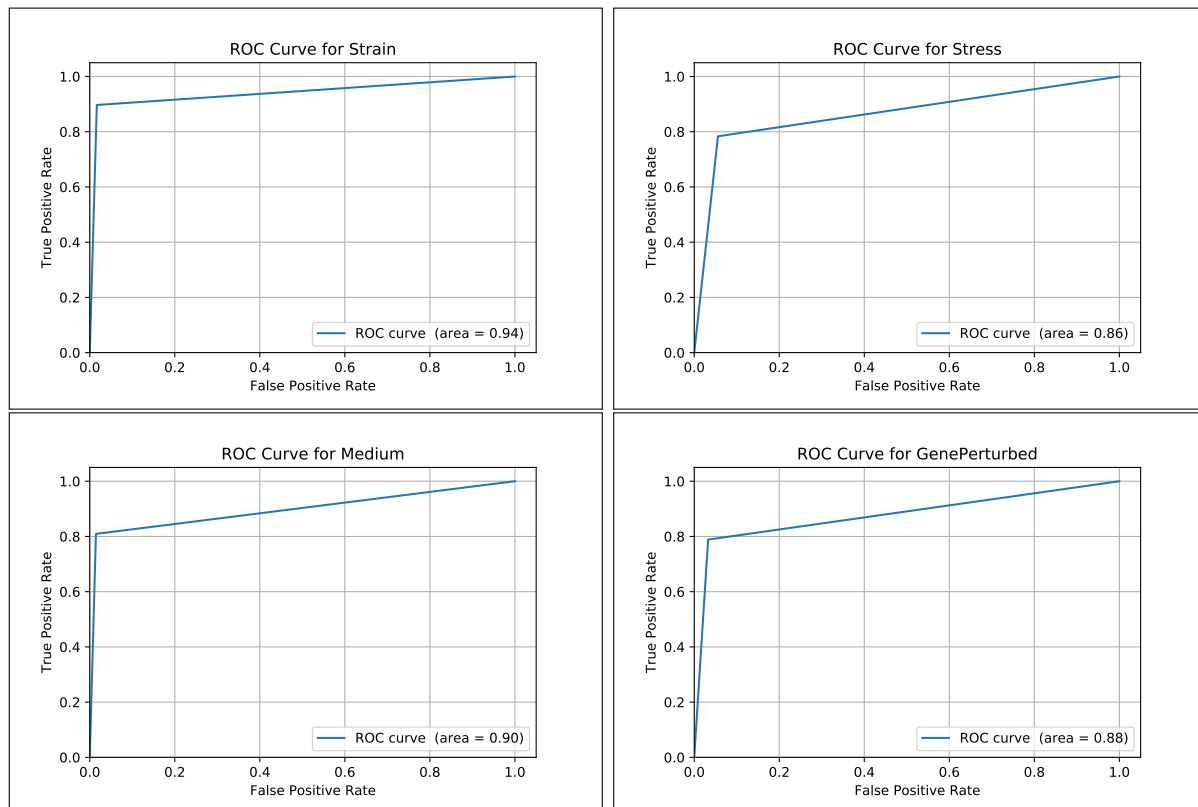 ROC Curve for Strain
1.0
0.8
0.6
0.4
0.2
0.0
True Positive Rate
ROC curve  (area = 0.94)
0.0 0.2 0.4 0.6 0.8 1.0
False Positive Rate
ROC Curve for Stress
1.0
0.8
0.6
0.4
0.2
0.0
True Positive Rate
ROC curve  (area = 0.86)
0.0 0.2 0.4 0.6 0.8 1.0
False Positive Rate
ROC Curve for Medium
1.0
0.8
0.6
0.4
0.2
0.0
True Positive Rate
ROC curve  (area = 0.90)
0.0 0.2 0.4 0.6 0.8 1.0
False Positive Rate
ROC Curve for GenePerturbed
1.0
0.8
0.6
0.4
0.2
0.0
True Positive Rate
ROC curve  (area = 0.88)
0.0 0.2 0.4 0.6 0.8 1.0
False Positive Rate